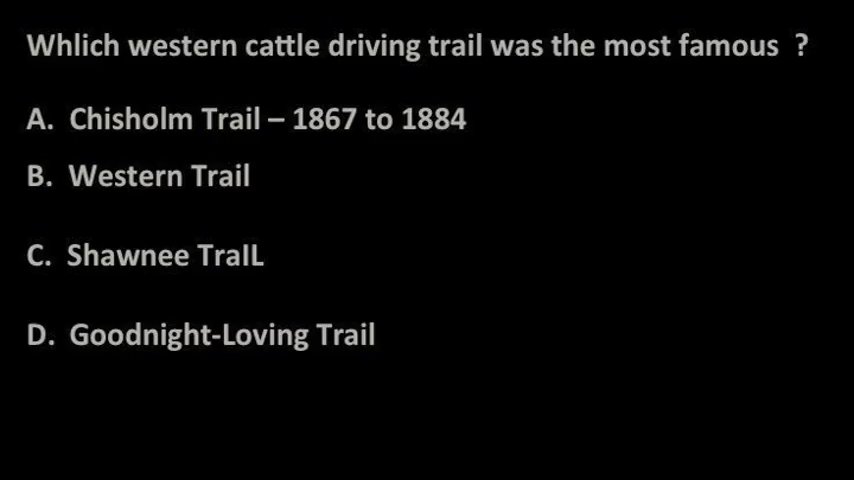 Whlich western cattle driving trail was the most famous ?
A. Chisholm Trail – 1867 to 1884
B. Western Trail
C. Shawnee TraIL
D. Goodnight-Loving Trail